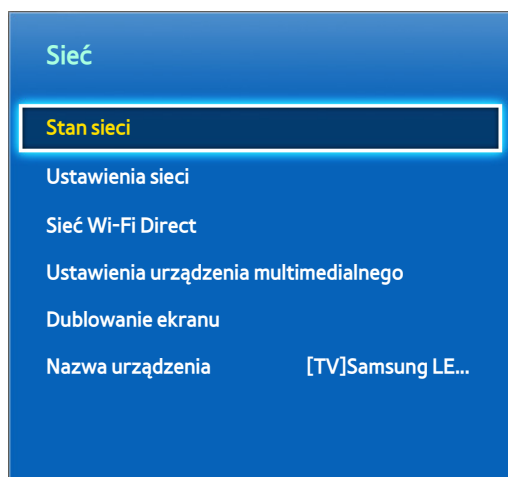 Sieć
Stan sieci
Ustawienia sieci
Sieć Wi-Fi Direct
Ustawienia urządzenia multimedialnego
Dublowanie ekranu
Nazwa urządzenia [TV]Samsung LE...